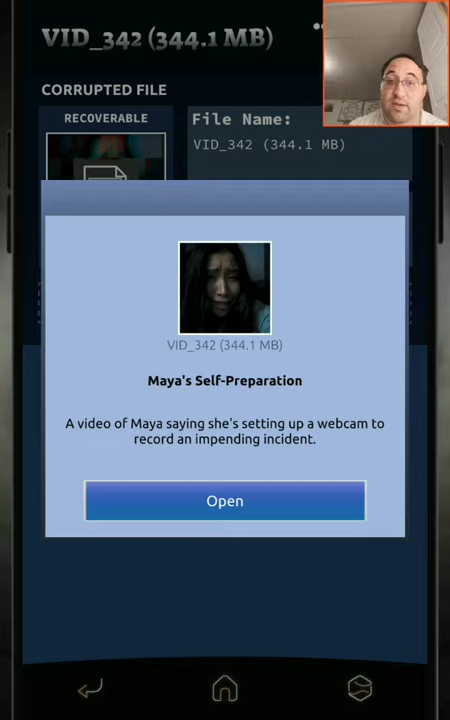 VID_342 (344.1 MB)
CORRUPTED FILE
RECOVERABLE
File Name:
VID_342 (344.1 MB)
VID_342 (344.1 MB)
Maya's Self-Preparation
A video of Maya saying she's setting up a webcam to
record an impending incident.
Open